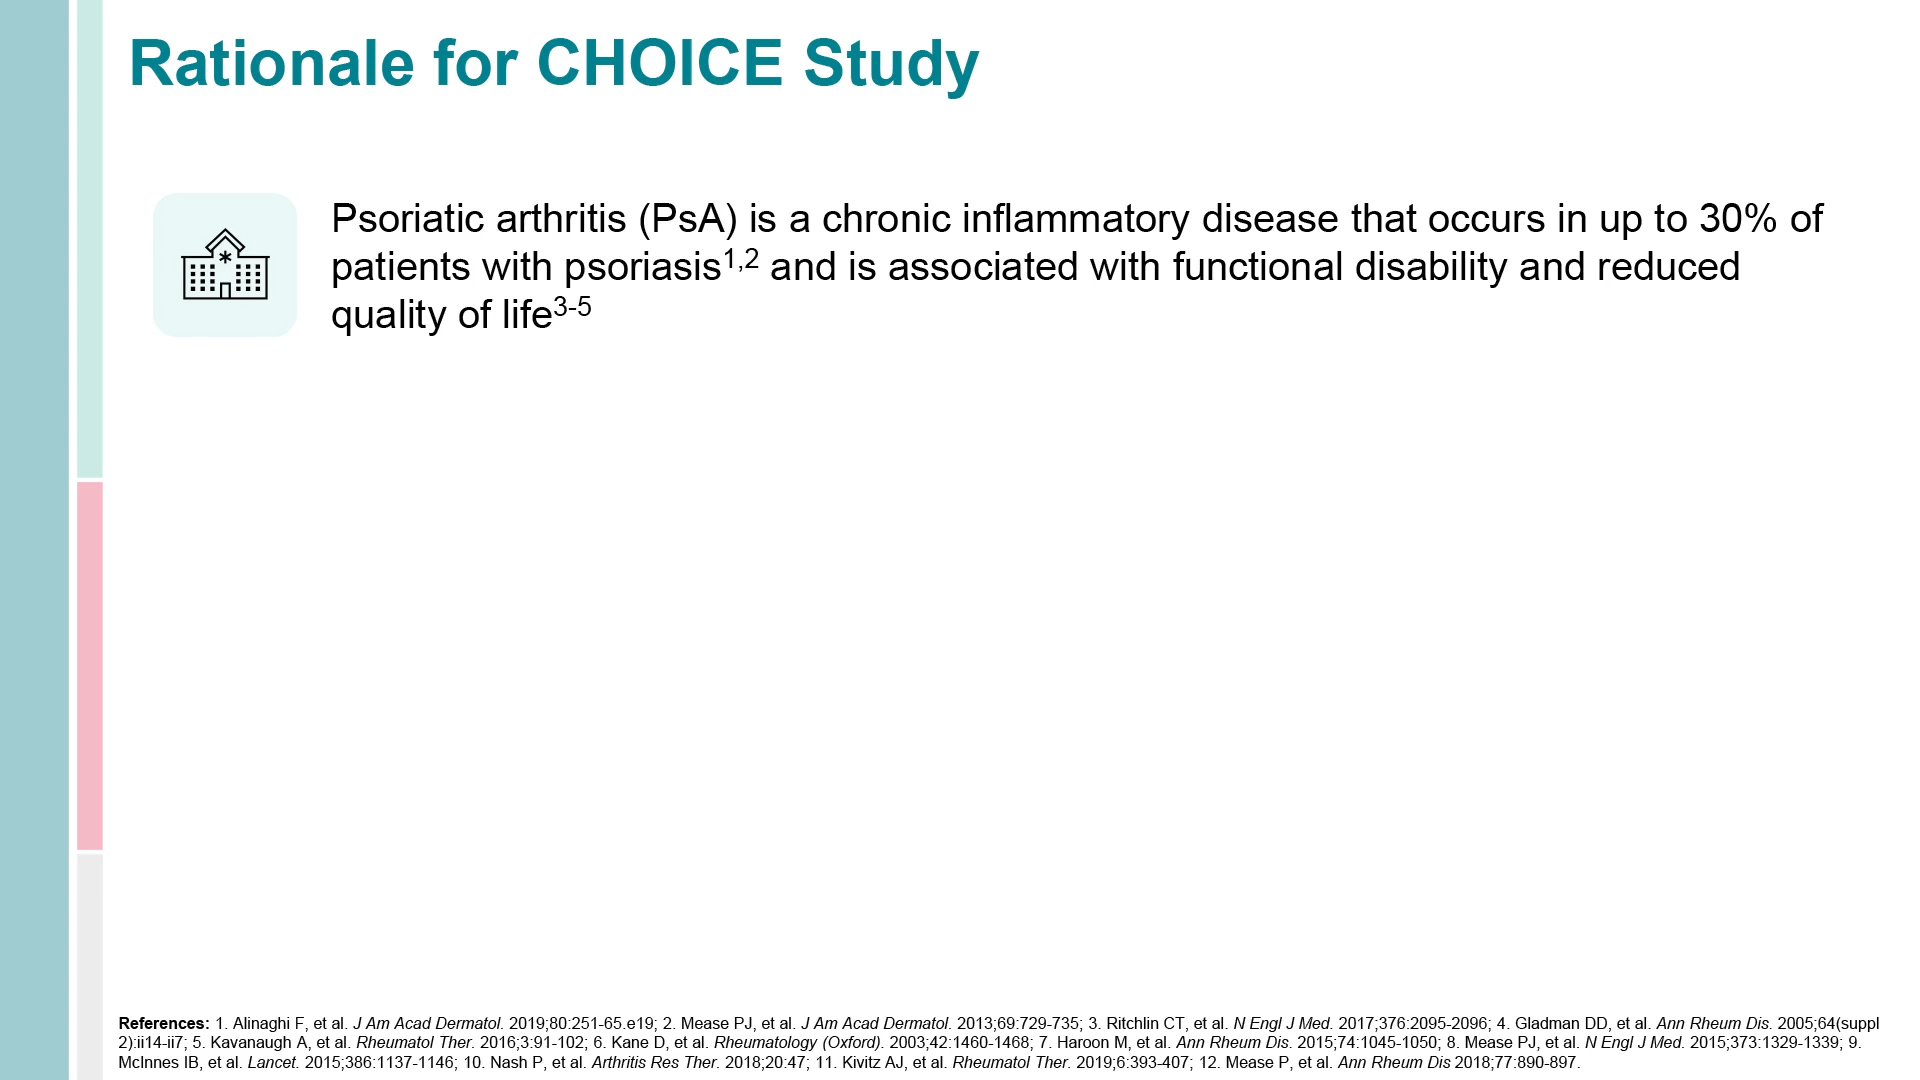 Rationale for CHOICE Study
Psoriatic arthritis (PsA) is a chronic inflammatory disease that occurs in up to 30% of
patients with psoriasis1,2 and is associated with functional disability and reduced
quality of life3-5
References: 1. Alinaghi F, et al. J Am Acad Dermatol. 2019;80:251-65.e19; 2. Mease PJ, et al. J Am Acad Dermatol. 2013;69:729-735; 3. Ritchlin CT, et al. N Engl J Med. 2017;376:2095-2096; 4. Gladman DD, et al. Ann Rheum Dis. 2005;64(suppl
2):ii14-ii7; 5. Kavanaugh A, et al. Rheumatol Ther. 2016;3:91-102; 6. Kane D, et al. Rheumatology (Oxford). 2003;42:1460-1468; 7. Haroon M, et al. Ann Rheum Dis. 2015;74:1045-1050; 8. Mease PJ, et al. N Engl J Med. 2015;373:1329-1339; 9.
McInnes IB, et al. Lancet. 2015;386:1137-1146; 10. Nash P, et al. Arthritis Res Ther. 2018;20:47; 11. Kivitz AJ, et al. Rheumatol Ther. 2019;6:393-407; 12. Mease P, et al. Ann Rheum Dis 2018;77:890-897.